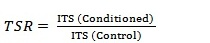 TSR = ITS (Conditioned)
ITS (Control)